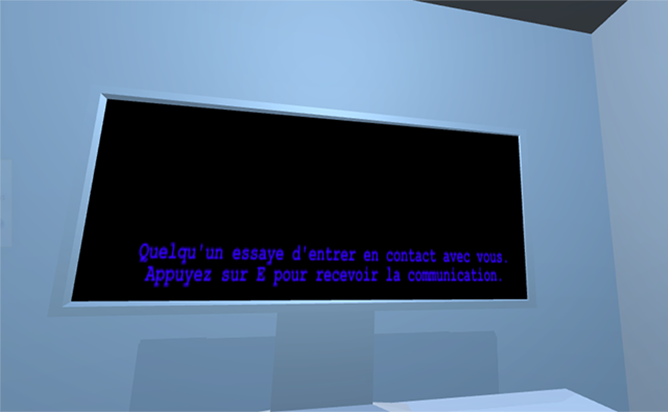 Quelqu'un essaye d'entrer en contact avec vous.
Appuyez sur E pour recevoir la communication.